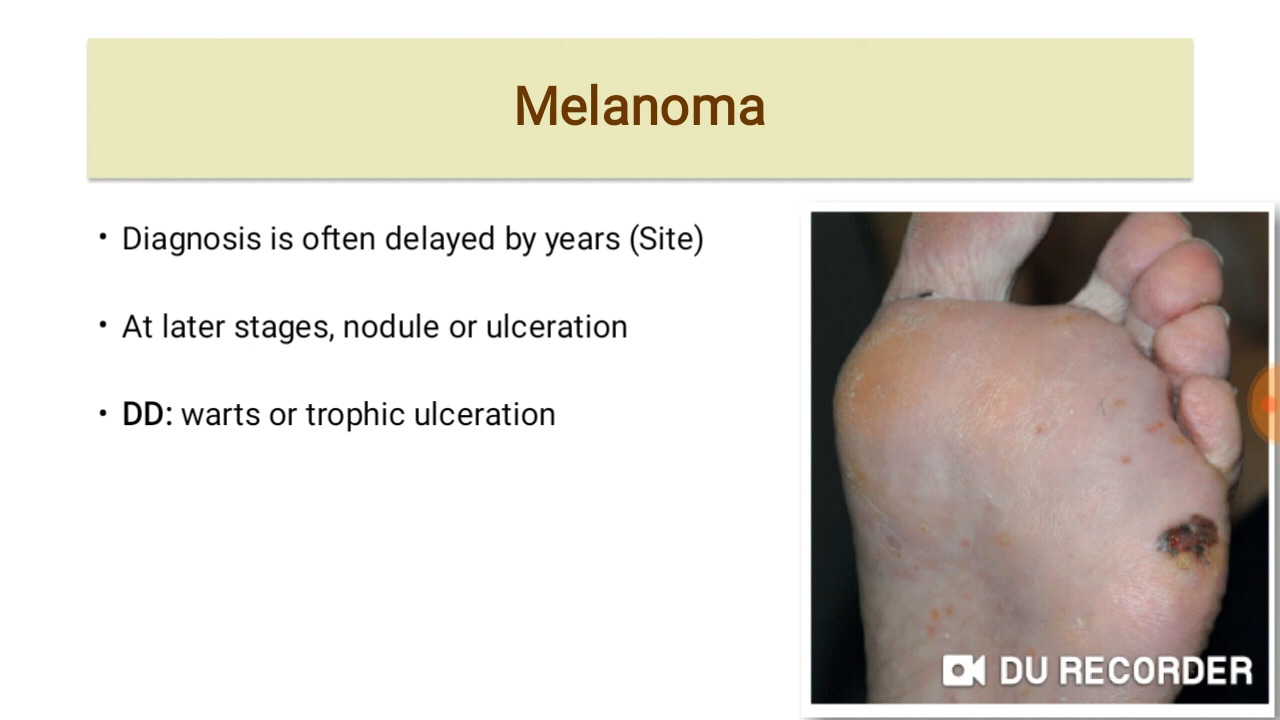 Melanoma
• Diagnosis is often delayed by years (Site)
• At later stages, nodule or ulceration
• DD: warts or trophic ulceration
DU RECORDER